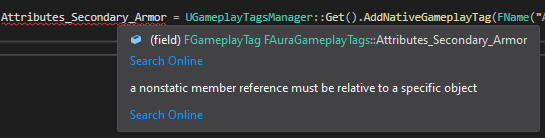 Attributes_Secondary_Armor = UGameplayTagsManager::Get().AddNativeGameplayTag(FName("A
(field) FGameplayTag FAuraGameplayTags::Attributes_Secondary_Armor
Search Online
a nonstatic member reference must be relative to a specific object
Search Online